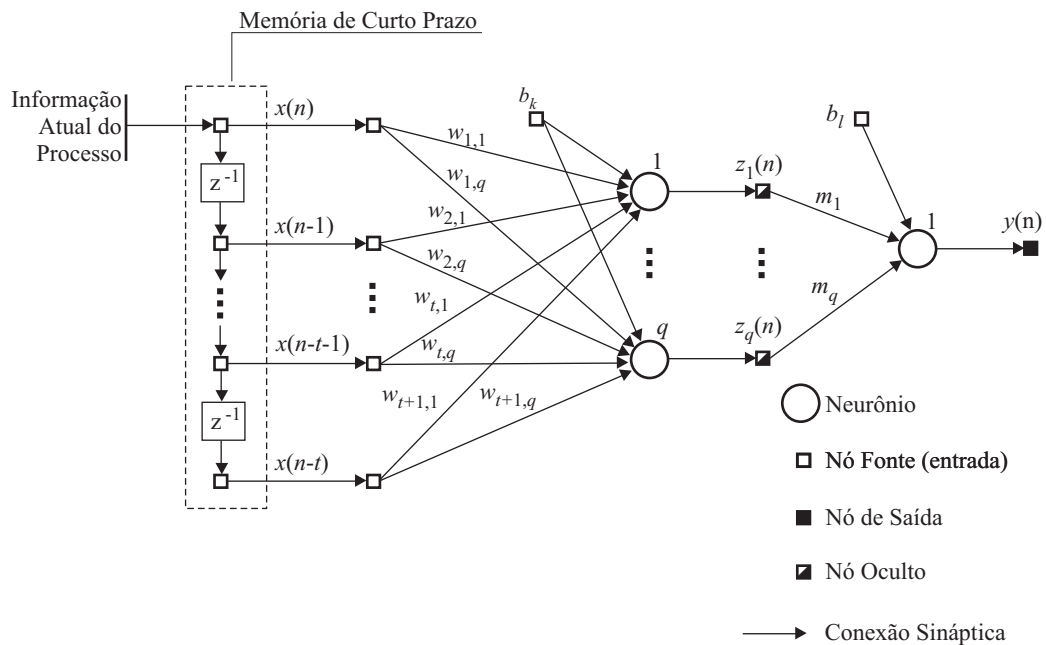 Memória de Curto Prazo
Informação
Atual do
Processo
x(n)
z-1
x(n-1)
x(n-t-1)
z-1
x(n-t)
w1,1
w1,q
w2,1
w2,q
wt,1
wt,q
wt+1,1
wt+1,q
bk
1
q
z1(n)
zq(n)
m1
mq
bl
1
y(n)
Neurônio
Nó Fonte (entrada)
Nó de Saída
Nó Oculto
Conexão Sináptica